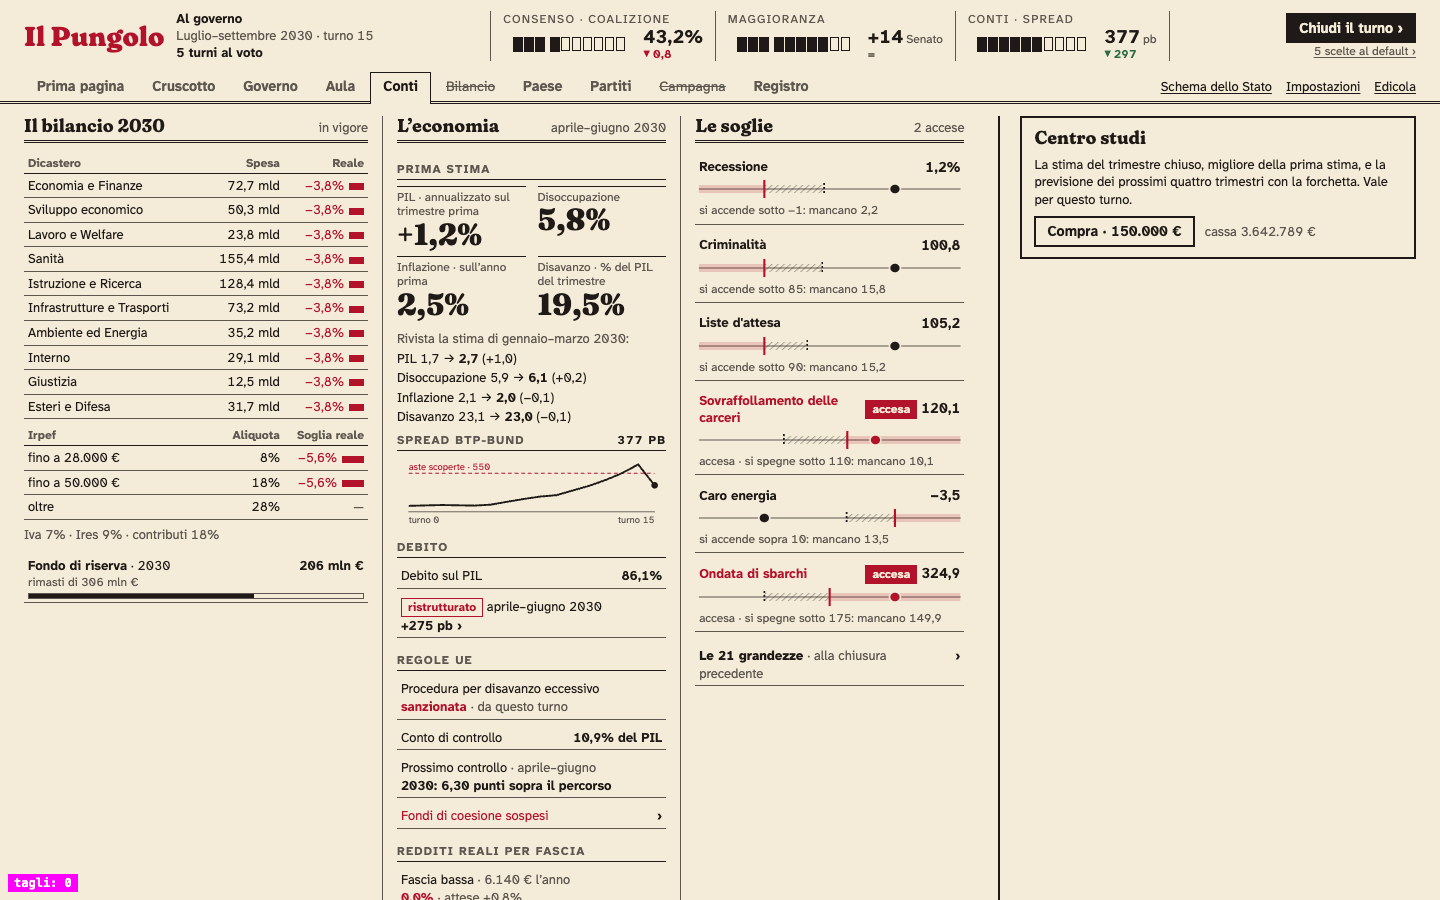 Il Pungolo
Al governo
Luglio–settembre 2030 · turno 15
5 turni al voto
CONSENSO · COALIZIONE
43,2%
▼ 0,8
MAGGIORANZA
+14 Senato
=
CONTI · SPREAD
377 pb
▼ 297
Chiudi il turno ›
5 scelte al default ›
Prima pagina
Cruscotto
Governo
Aula
Conti
Bilancio
Paese
Partiti
Campagna
Registro
Schema dello Stato
Impostazioni
Edicola
Il bilancio 2030
in vigore
Dicastero Spesa Reale
Economia e Finanze 72,7 mld −3,8%
Sviluppo economico 50,3 mld −3,8%
Lavoro e Welfare 23,8 mld −3,8%
Sanità 155,4 mld −3,8%
Istruzione e Ricerca 128,4 mld −3,8%
Infrastrutture e Trasporti 73,2 mld −3,8%
Ambiente ed Energia 35,2 mld −3,8%
Interno 29,1 mld −3,8%
Giustizia 12,5 mld −3,8%
Esteri e Difesa 31,7 mld −3,8%
Irpef Aliquota Soglia reale
fino a 28.000 € 8% −5,6%
fino a 50.000 € 18% −5,6%
oltre 28% —
Iva 7% · Ires 9% · contributi 18%
Fondo di riserva · 2030 206 mln €
rimasti di 306 mln €
L’economia
aprile–giugno 2030
PRIMA STIMA
PIL · annualizzato sul
trimestre prima
+1,2%
Disoccupazione
5,8%
Inflazione · sull’anno
prima
2,5%
Disavanzo · % del PIL
del trimestre
19,5%
Rivista la stima di gennaio–marzo 2030:
PIL 1,7 → 2,7 (+1,0)
Disoccupazione 5,9 → 6,1 (+0,2)
Inflazione 2,1 → 2,0 (−0,1)
Disavanzo 23,1 → 23,0 (−0,1)
SPREAD BTP-BUND 377 PB
aste scoperte · 550
turno 0 turno 15
DEBITO
Debito sul PIL 86,1%
ristrutturato aprile–giugno 2030
+275 pb ›
REGOLE UE
Procedura per disavanzo eccessivo
sanzionata · da questo turno
Conto di controllo 10,9% del PIL
Prossimo controllo · aprile–giugno
2030: 6,30 punti sopra il percorso
Fondi di coesione sospesi ›
REDDITI REALI PER FASCIA
Fascia bassa · 6.140 € l’anno
0,0% · attese +0,8%
Le soglie
2 accese
Recessione 1,2%
si accende sotto −1: mancano 2,2
Criminalità 100,8
si accende sotto 85: mancano 15,8
Liste d’attesa 105,2
si accende sotto 90: mancano 15,2
Sovraffollamento delle
carceri
accesa 120,1
accesa · si spegne sotto 110: mancano 10,1
Caro energia −3,5
si accende sopra 10: mancano 13,5
Ondata di sbarchi accesa 324,9
accesa · si spegne sotto 175: mancano 149,9
Le 21 grandezze · alla chiusura ›
precedente
Centro studi
La stima del trimestre chiuso, migliore della prima stima, e la
previsione dei prossimi quattro trimestri con la forchetta. Vale
per questo turno.
Compra · 150.000 € cassa 3.642.789 €
tagli: 0